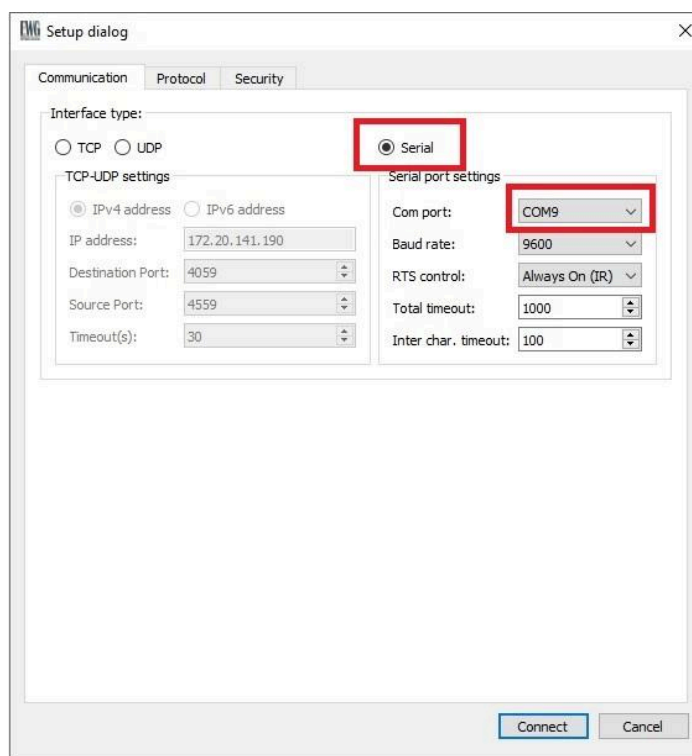 EWG Setup dialog
Communication Protocol Security
Interface type:
TCP UDP Serial
TCP-UDP settings
IPv4 address IPv6 address
IP address: 172.20.141.190
Destination Port: 4059
Source Port: 4559
Timeout(s): 30
Serial port settings
Com port: COM9
Baud rate: 9600
RTS control: Always On (IR)
Total timeout: 1000
Inter char. timeout: 100
Connect Cancel